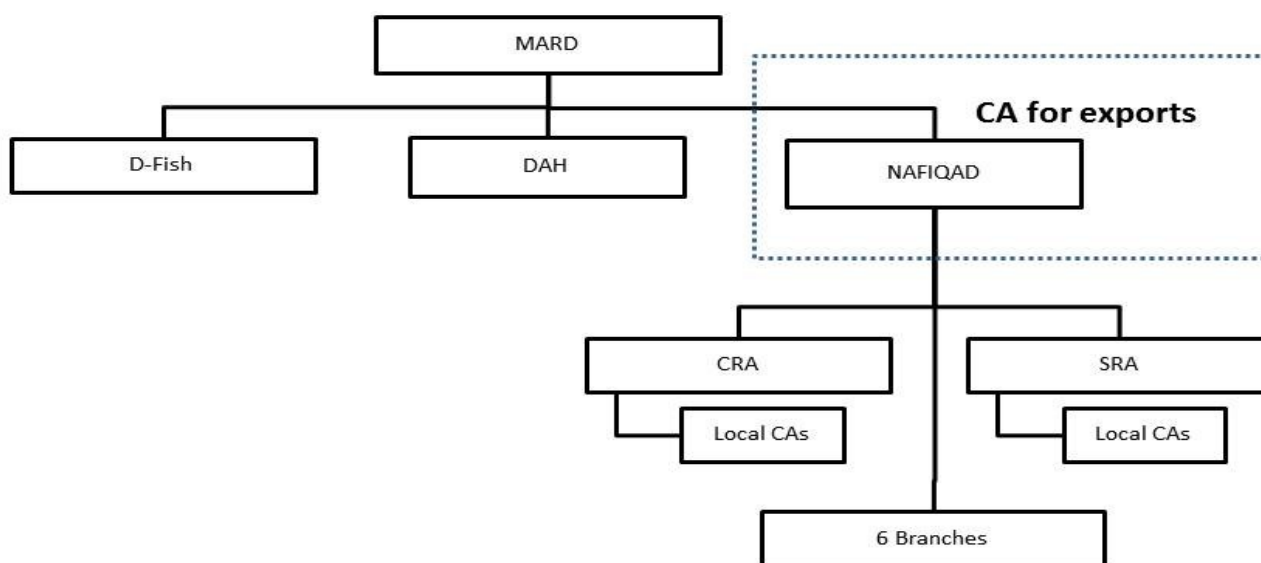 MARD
CA for exports
D-Fish
DAH
NAFIQAD
CRA
SRA
Local CAs
Local CAs
6 Branches